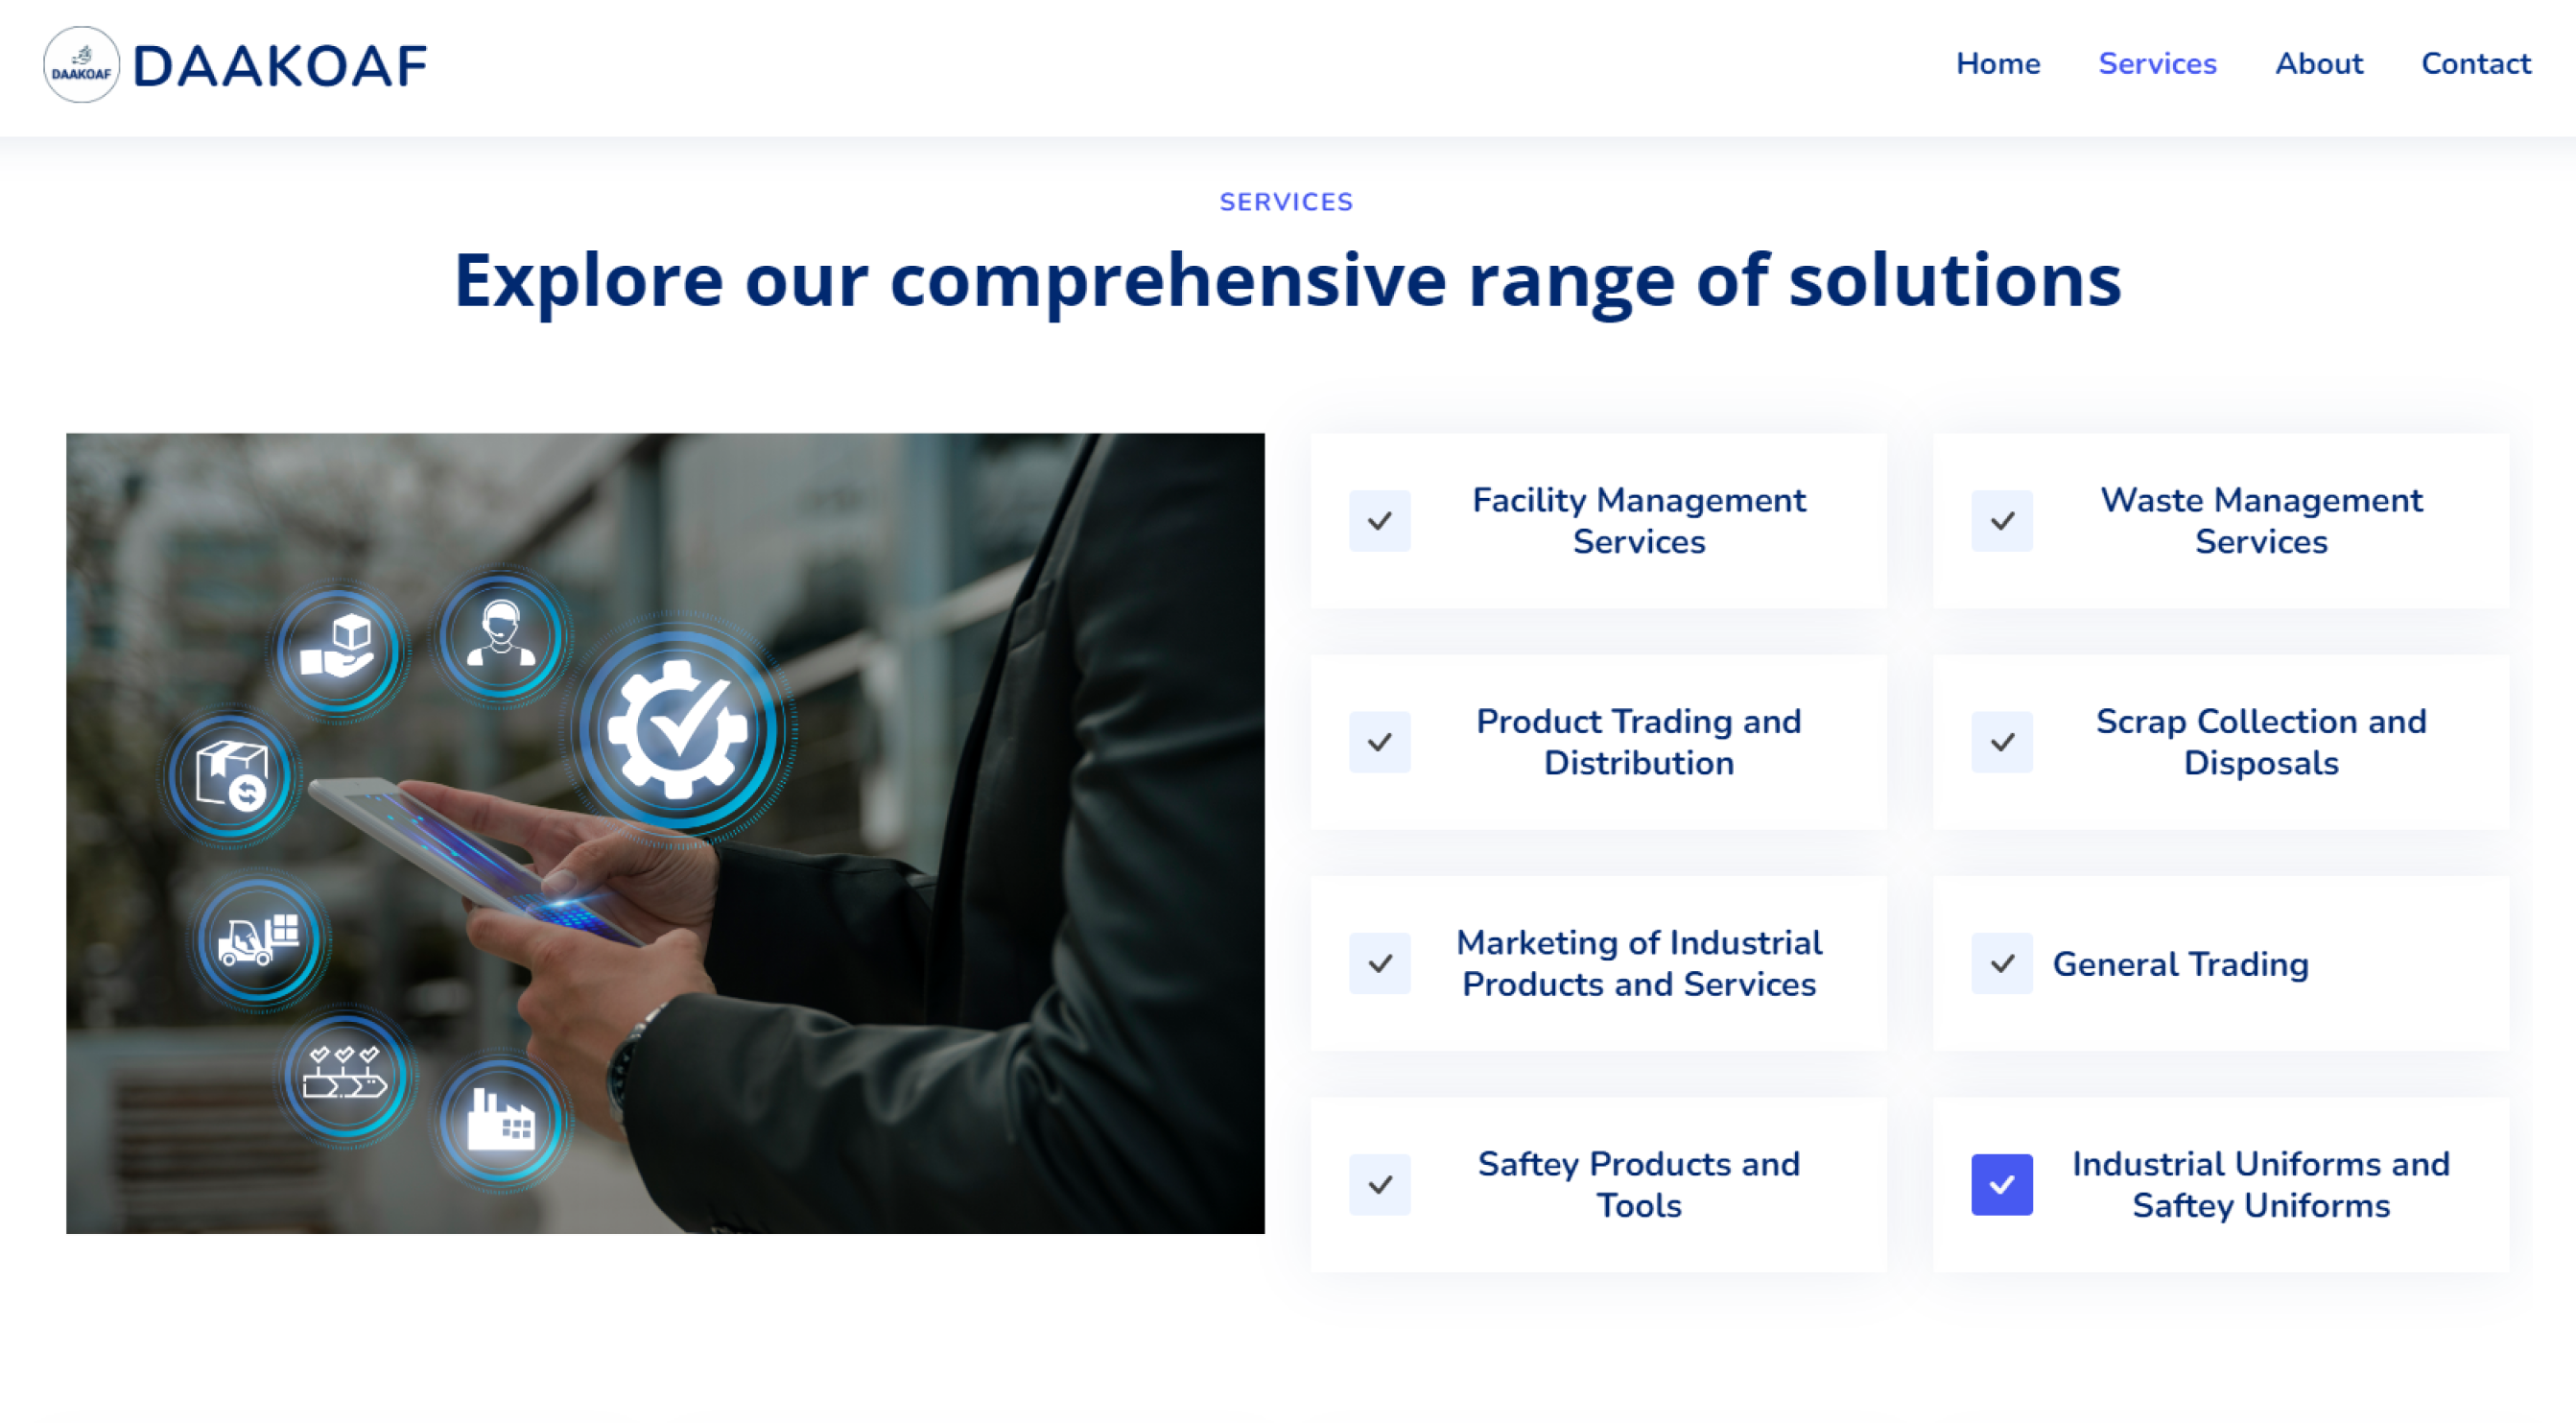 DAAKOAF
DAAKOAF
Home
Services
About
Contact
SERVICES
Explore our comprehensive range of solutions
Facility Management
Services
Waste Management
Services
Product Trading and
Distribution
Scrap Collection and
Disposals
Marketing of Industrial
Products and Services
General Trading
Saftey Products and
Tools
Industrial Uniforms and
Saftey Uniforms